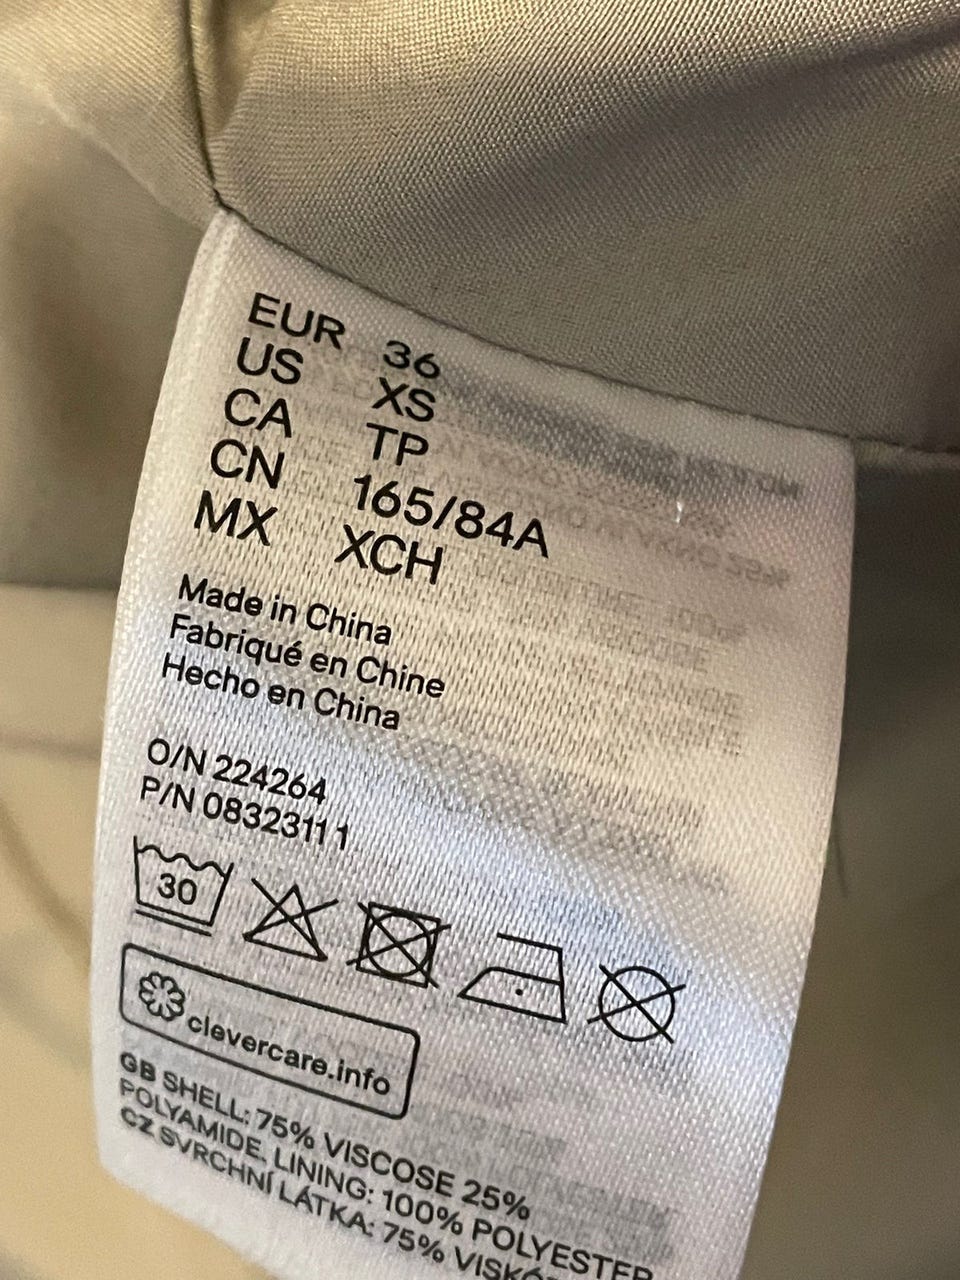 EUR 36
US XS
CA TP
CN 165/84A
MX XCH
Made in China
Fabriqué en Chine
Hecho en China
O/N 224264
P/N 0832311 1
30
clevercare.info
GB SHELL: 75% VISCOSE 25%
POLYAMIDE, LINING: 100% POLYESTER
CZ SVRCHNÍ LÁTKA: 75%